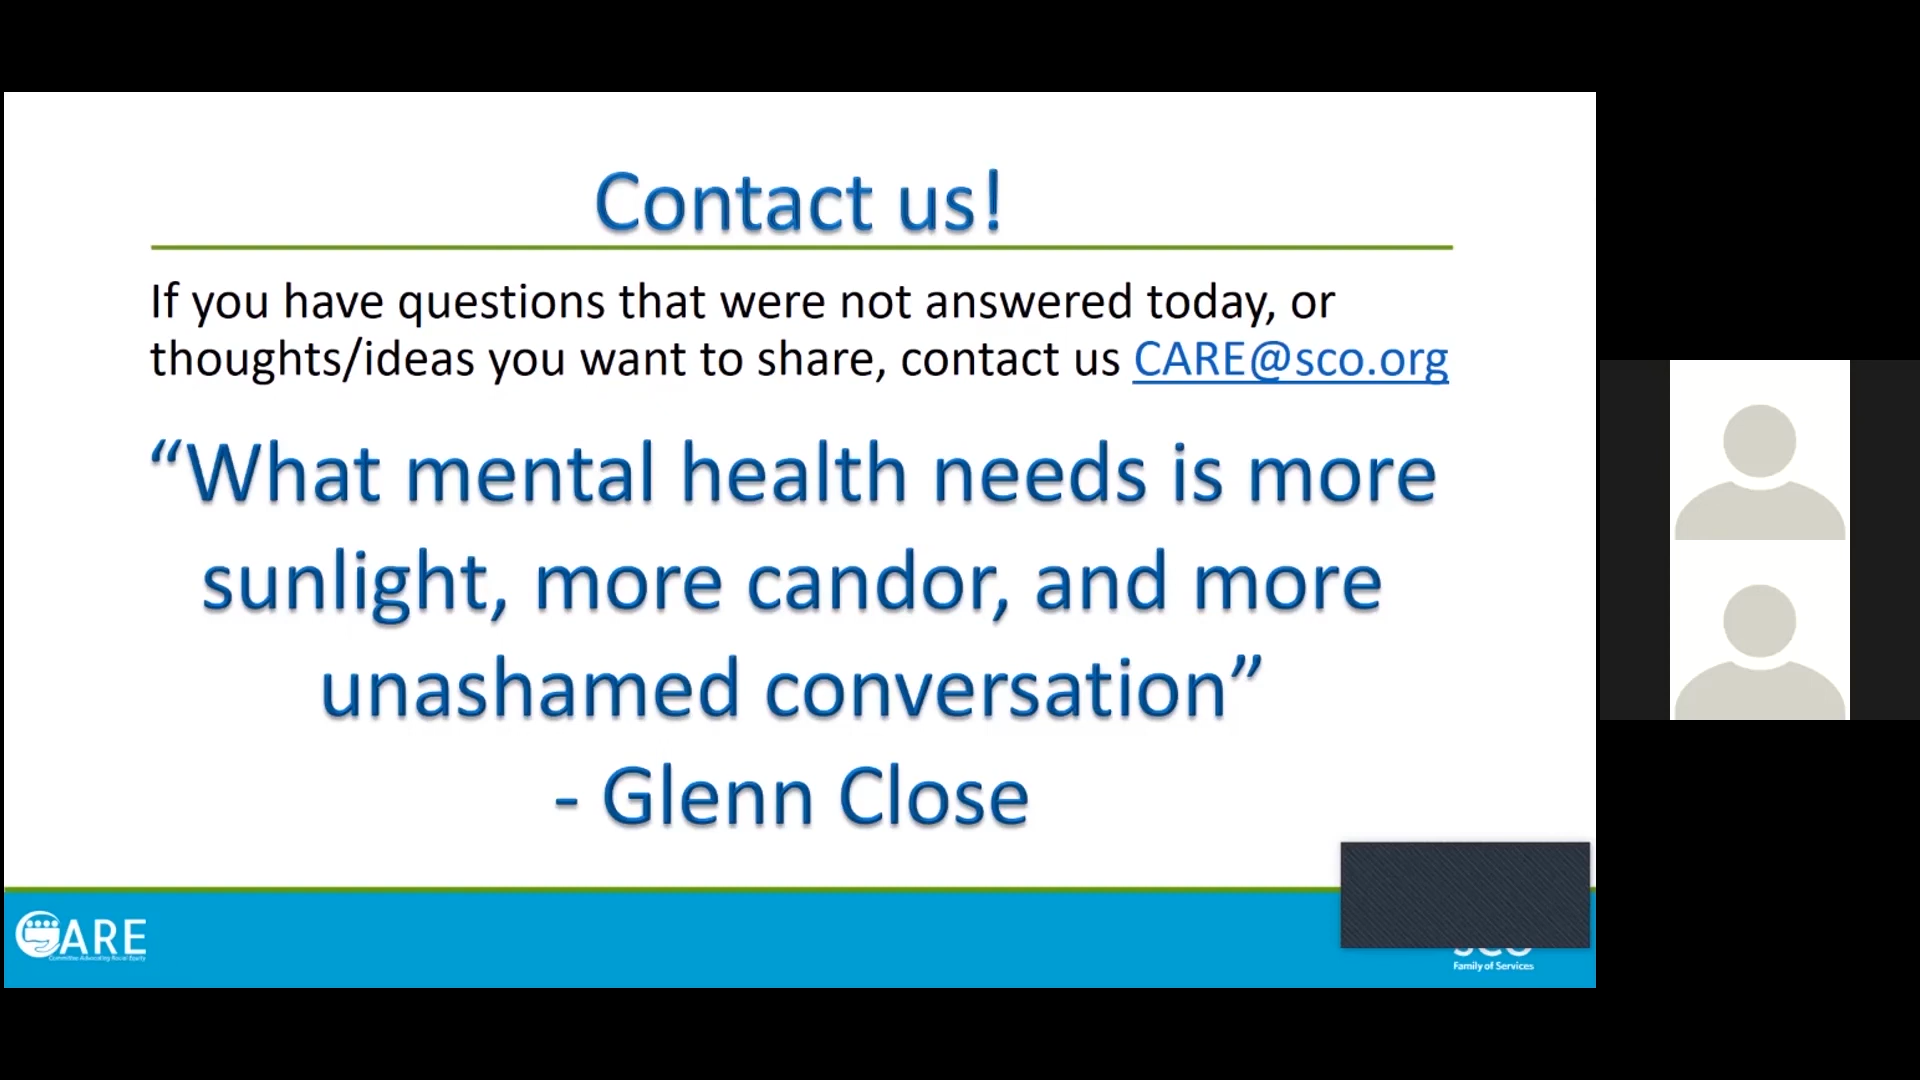 Contact us!
If you have questions that were not answered today, or
thoughts/ideas you want to share, contact us CARE@sco.org
“What mental health needs is more
sunlight, more candor, and more
unashamed conversation”
- Glenn Close
CARE
Committee Advocating Racial Equity
sco
Family of Services